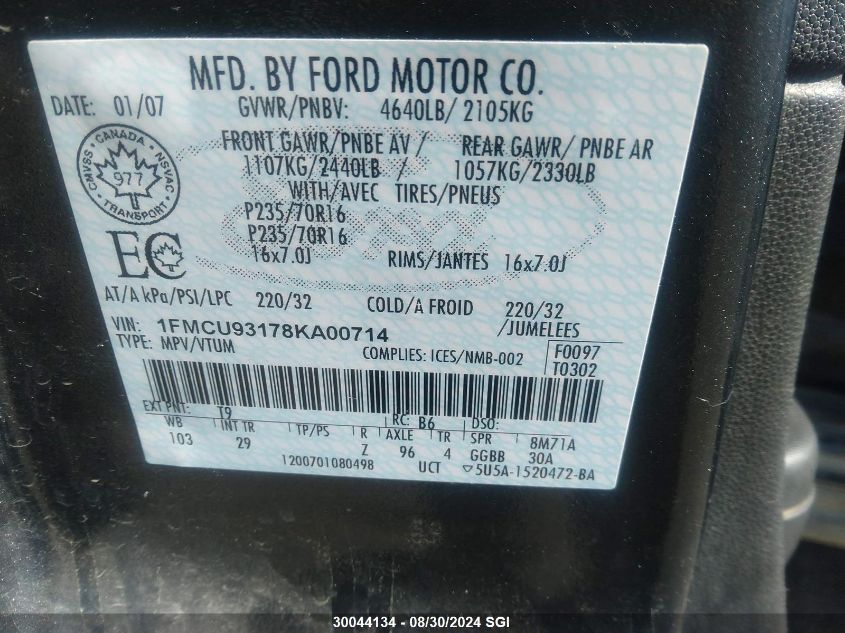 MFD. BY FORD MOTOR CO.
DATE: 01/07 GVWR/PNBV: 4640LB/ 2105KG
FRONT GAWR/PNBE AV/ REAR GAWR/ PNBE AR
1107KG/2440LB / 1057KG/2330LB
WITH/AVEC TIRES/PNEUS
P235/70R16
P235/70R16
16x7.0J RIMS/JANTES 16x7.0J
CANADA
CMVSS NSVAC
977
TRANSPORT
EC
AT/A kPa/PSI/LPC 220/32 COLD/A FROID 220/32
VIN: 1FMCU93178KA00714 /JUMELEES
TYPE: MPV/VTUM COMPLIES: ICES/NMB-002 F0097
T0302
EXT PNT: T9 RC: B6 DSO:
WB INT TR TP/PS R AXLE TR SPR 8M71A
103 29 Z 96 4 GGBB 30A
1200701080498 UCT ▽5U5A-1520472-BA
30044134 - 08/30/2024 SGI